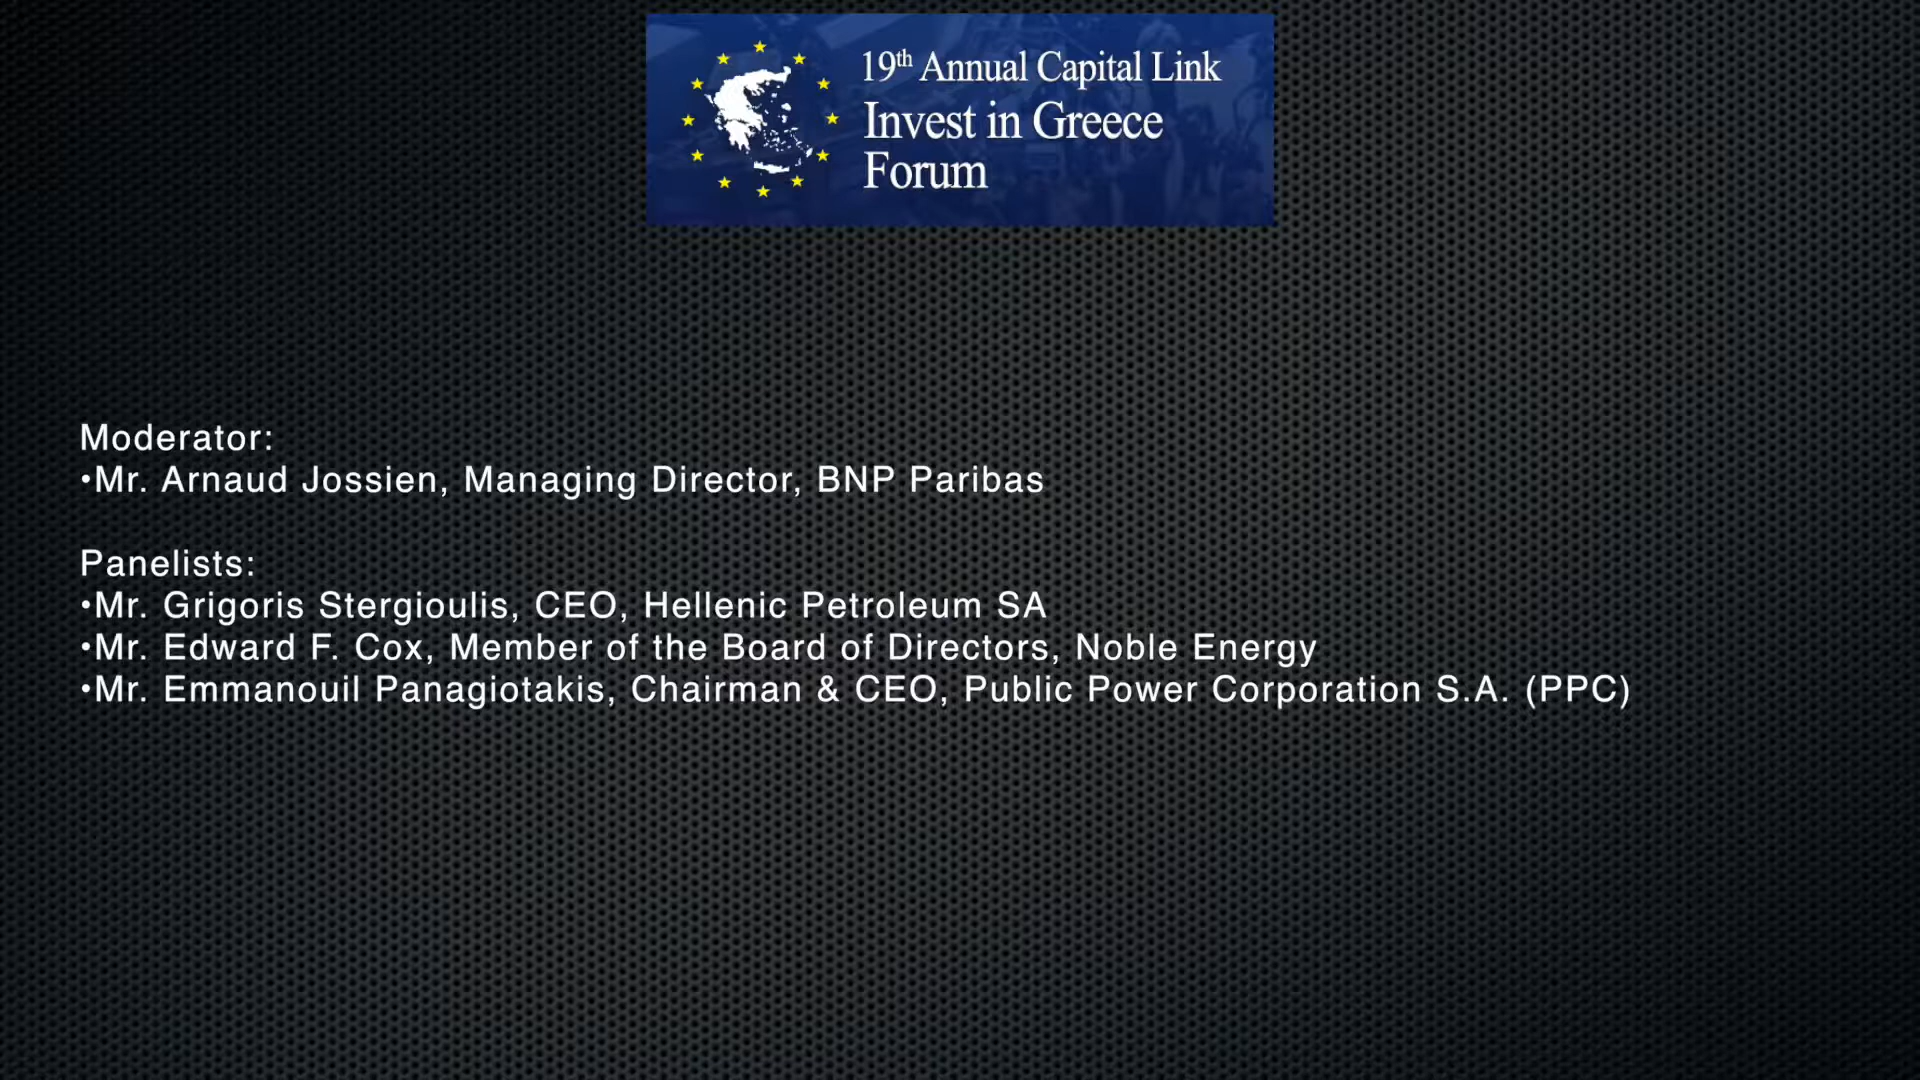 19th Annual Capital Link
Invest in Greece
Forum
Moderator:
•Mr. Arnaud Jossien, Managing Director, BNP Paribas
Panelists:
•Mr. Grigoris Stergioulis, CEO, Hellenic Petroleum SA
•Mr. Edward F. Cox, Member of the Board of Directors, Noble Energy
•Mr. Emmanouil Panagiotakis, Chairman & CEO, Public Power Corporation S.A. (PPC)